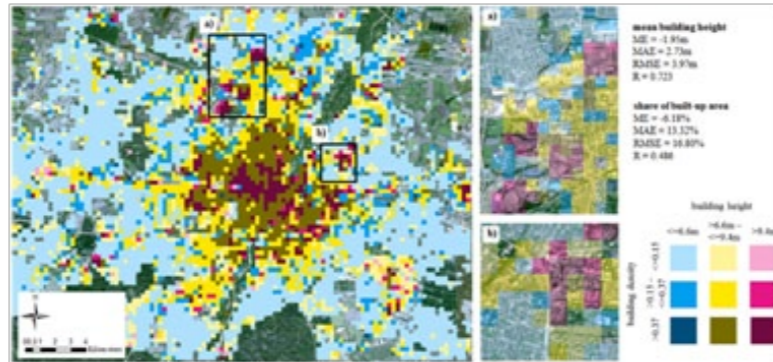 a)
b)
a)
b)
mean building height
ME = -1.95m
MAE = 2.73m
RMSE = 3.97m
R = 0.723
share of built-up area
ME = -6.18%
MAE = 13.32%
RMSE = 16.80%
R = 0.486
building height
<=6.6m
>6.6m –
<=9.4m
>9.4m
building density
<=0.15
>0.15 –
<=0.37
>0.37